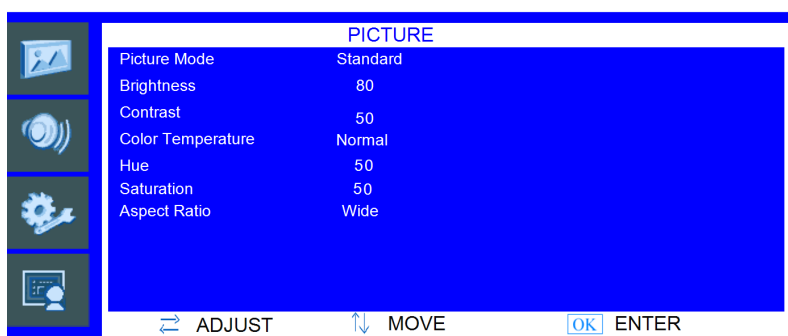 PICTURE
Picture Mode Standard
Brightness 80
Contrast 50
Color Temperature Normal
Hue 50
Saturation 50
Aspect Ratio Wide
ADJUST MOVE OK ENTER